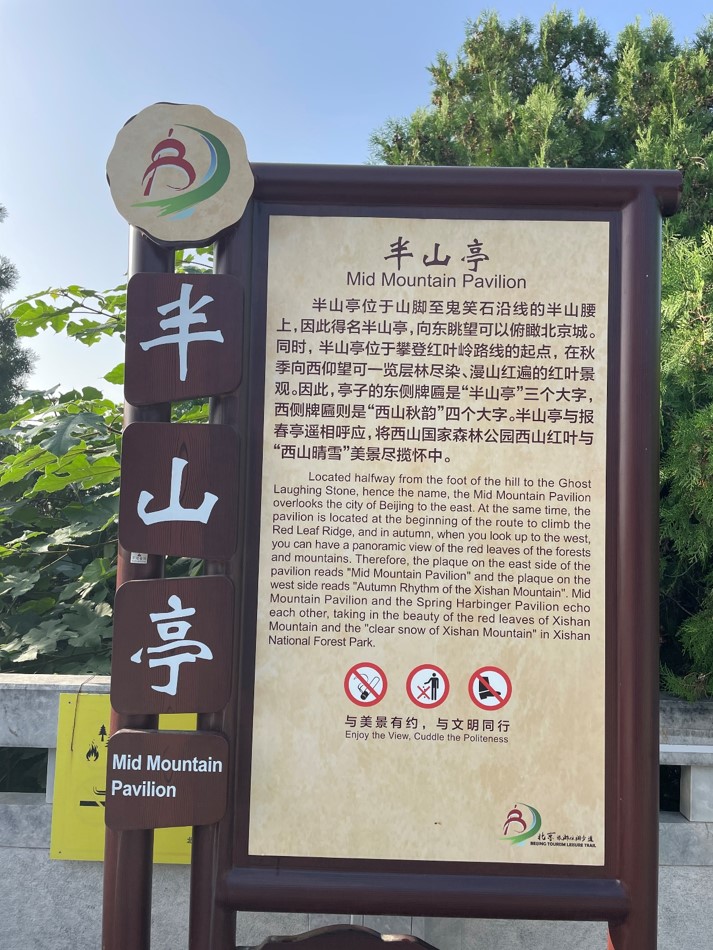 半
山
亭
Mid Mountain
Pavilion
半山亭
Mid Mountain Pavilion
半山亭位于山脚至鬼笑石沿线的半山腰
上，因此得名半山亭，向东眺望可以俯瞰北京城。
同时，半山亭位于攀登红叶岭路线的起点，在秋
季向西仰望可一览层林尽染、漫山红遍的红叶景
观。因此，亭子的东侧牌匾是“半山亭”三个大字，
西侧牌匾则是“西山秋韵”四个大字。半山亭与报
春亭遥相呼应，将西山国家森林公园西山红叶与
“西山晴雪”美景尽揽怀中。
Located halfway from the foot of the hill to the Ghost
Laughing Stone, hence the name, the Mid Mountain Pavilion
overlooks the city of Beijing to the east. At the same time, the
pavilion is located at the beginning of the route to climb the
Red Leaf Ridge, and in autumn, when you look up to the west,
you can have a panoramic view of the red leaves of the forests
and mountains. Therefore, the plaque on the east side of the
pavilion reads "Mid Mountain Pavilion" and the plaque on the
west side reads "Autumn Rhythm of the Xishan Mountain". Mid
Mountain Pavilion and the Spring Harbinger Pavilion echo
each other, taking in the beauty of the red leaves of Xishan
Mountain and the "clear snow of Xishan Mountain" in Xishan
National Forest Park.
与美景有约，与文明同行
Enjoy the View, Cuddle the Politeness
BEIJING TOURISM LEISURE TRAIL